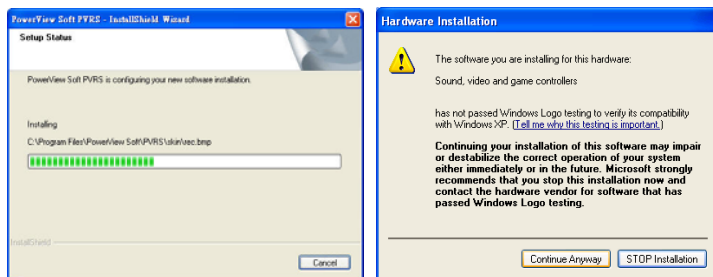 PowerView Soft PVRS - InstallShield Wizard
Setup Status
PowerView Soft PVRS is configuring your new software installation.
Installing
C:\Program Files\PowerView Soft\PVRS\skin\rec.bmp
InstallShield
Cancel
Hardware Installation
The software you are installing for this hardware:
Sound, video and game controllers
has not passed Windows Logo testing to verify its compatibility
with Windows XP. (Tell me why this testing is important.)
Continuing your installation of this software may impair
or destabilize the correct operation of your system
either immediately or in the future. Microsoft strongly
recommends that you stop this installation now and
contact the hardware vendor for software that has
passed Windows Logo testing.
Continue Anyway
STOP Installation